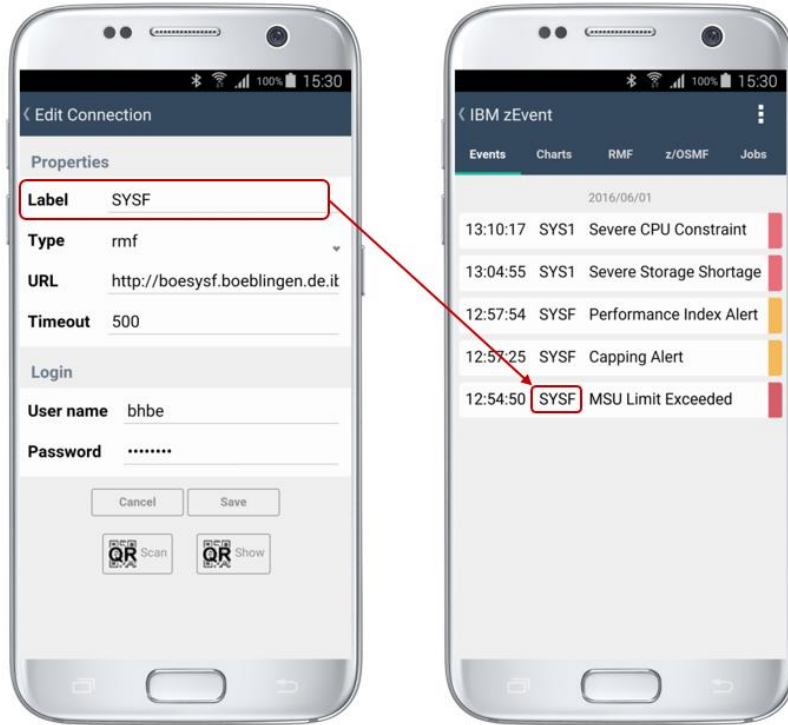 100% 15:30
Edit Connection
Properties
Label SYSF
Type rmf
URL http://boesysf.boeblingen.de.it
Timeout 500
Login
User name bhbe
Password ••••••••
Cancel Save
QR Scan QR Show
100% 15:30
IBM zEvent
Events Charts RMF z/OSMF Jobs
2016/06/01
13:10:17 SYS1 Severe CPU Constraint
13:04:55 SYS1 Severe Storage Shortage
12:57:54 SYSF Performance Index Alert
12:57:25 SYSF Capping Alert
12:54:50 SYSF MSU Limit Exceeded